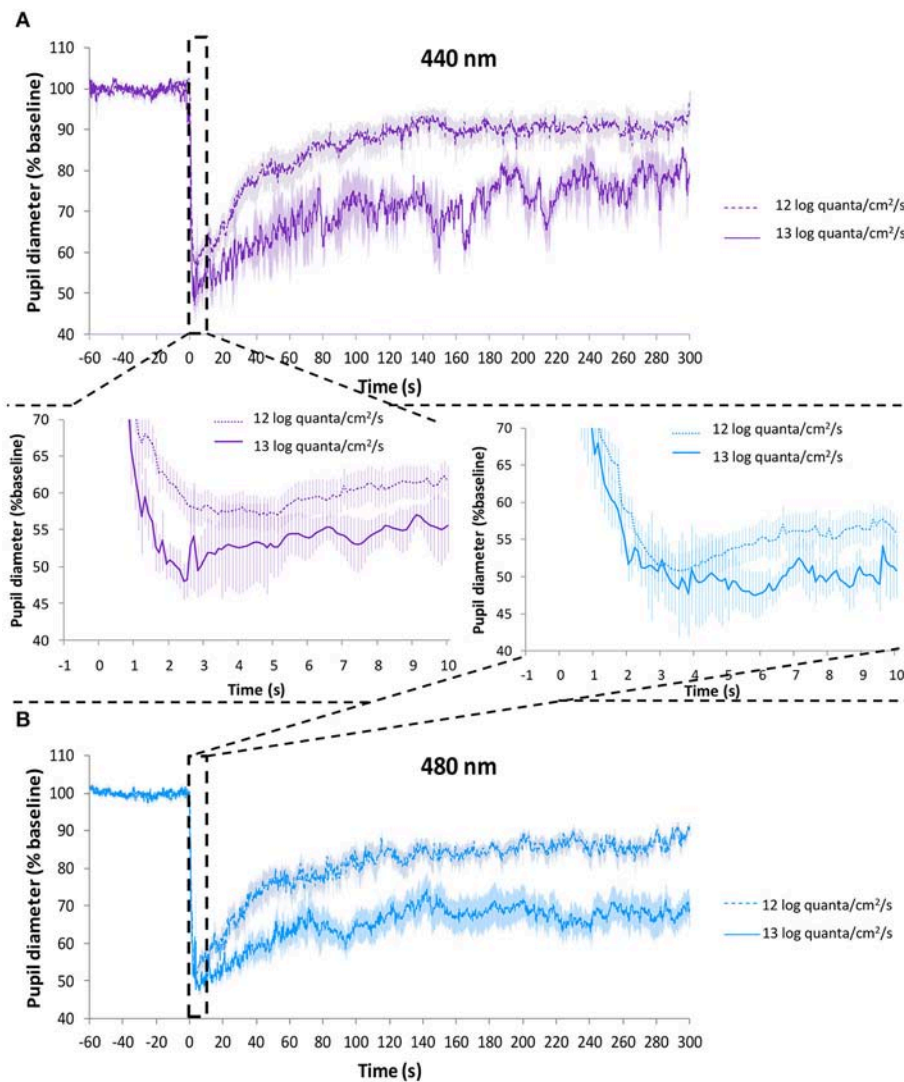 A
440 nm
Pupil diameter (% baseline)
110
100
90
80
70
60
50
40
-60 -40 -20 0 20 40 60 80 100 120 140 160 180 200 220 240 260 280 300
Time (s)
12 log quanta/cm²/s
13 log quanta/cm²/s
Pupil diameter (%baseline)
70
65
60
55
50
45
40
-1 0 1 2 3 4 5 6 7 8 9 10
Time (s)
12 log quanta/cm²/s
13 log quanta/cm²/s
Pupil diameter (%baseline)
70
65
60
55
50
45
40
-1 0 1 2 3 4 5 6 7 8 9 10
Time (s)
12 log quanta/cm²/s
13 log quanta/cm²/s
B
480 nm
Pupil diameter (% baseline)
110
100
90
80
70
60
50
40
-60 -40 -20 0 20 40 60 80 100 120 140 160 180 200 220 240 260 280 300
Time (s)
12 log quanta/cm²/s
13 log quanta/cm²/s